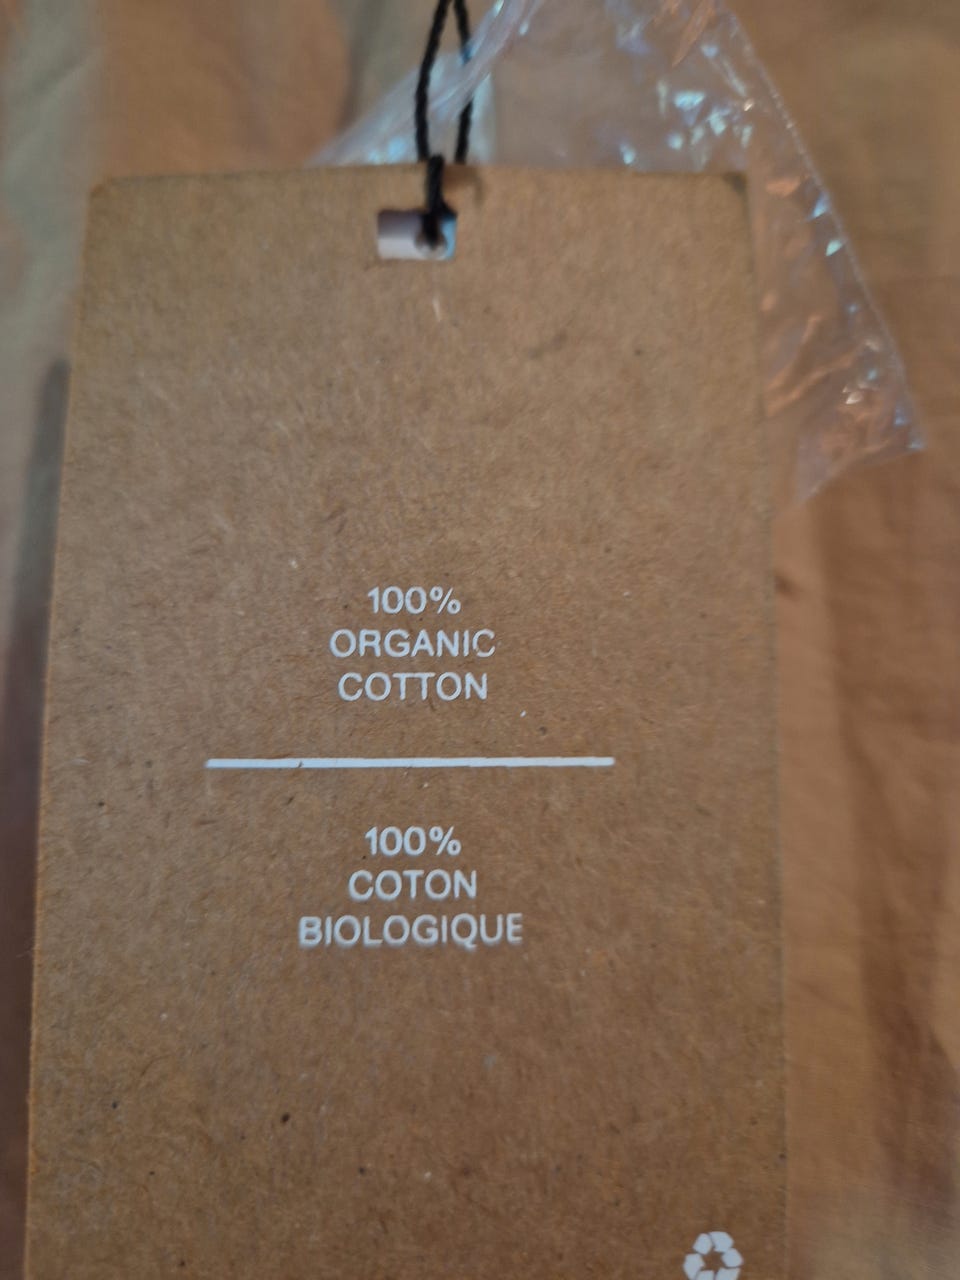 100%
ORGANIC
COTTON
100%
COTON
BIOLOGIQUE